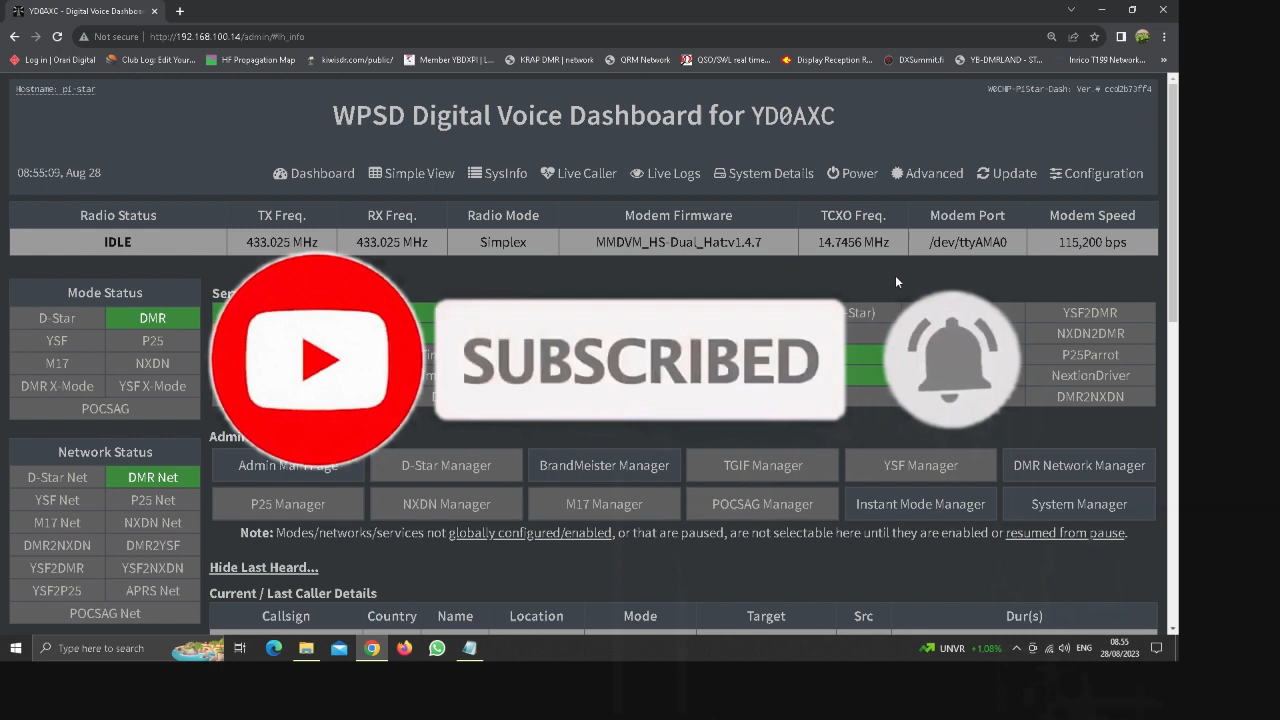 YD0AXC - Digital Voice Dashboar
Not secure | http://192.168.100.14/admin/#lh_info
Log in | Oran Digital Club Log: Edit Your... HF Propagation Map kiwisdr.com/public/ Member YBDXPI | L... KRAP DMR | network QRM Network QSO/SWL real time... Display Reception R... DXSummit.fi YB-DMRLAND - ST... Inrico T199 Network... »
Hostname: pi-star
WPSD Digital Voice Dashboard for YD0AXC
08:55:09, Aug 28
Dashboard Simple View SysInfo Live Caller Live Logs System Details Power Advanced Update Configuration
Radio Status TX Freq. RX Freq. Radio Mode Modem Firmware TCXO Freq. Modem Port Modem Speed
IDLE 433.025 MHz 433.025 MHz Simplex MMDVM_HS-Dual_Hat:v1.4.7 14.7456 MHz /dev/ttyAMA0 115,200 bps
Mode Status
D-Star DMR
YSF P25
M17 NXDN
DMR X-Mode YSF X-Mode
POCSAG
Network Status
D-Star Net DMR Net
YSF Net P25 Net
M17 Net NXDN Net
DMR2NXDN DMR2YSF
YSF2DMR YSF2NXDN
YSF2P25 APRS Net
POCSAG Net
Ser
SUBSCRIBED
Star)
YSF2DMR
NXDN2DMR
P25Parrot
NextionDriver
DMR2NXDN
Admin
D-Star Manager BrandMeister Manager TGIF Manager YSF Manager DMR Network Manager
P25 Manager NXDN Manager M17 Manager POCSAG Manager Instant Mode Manager System Manager
Note: Modes/networks/services not globally configured/enabled, or that are paused, are not selectable here until they are enabled or resumed from pause.
Hide Last Heard...
Current / Last Caller Details
Callsign Country Name Location Mode Target Src Dur(s)
Type here to search
UNVR +1.08% ENG
08.55
28/08/2023